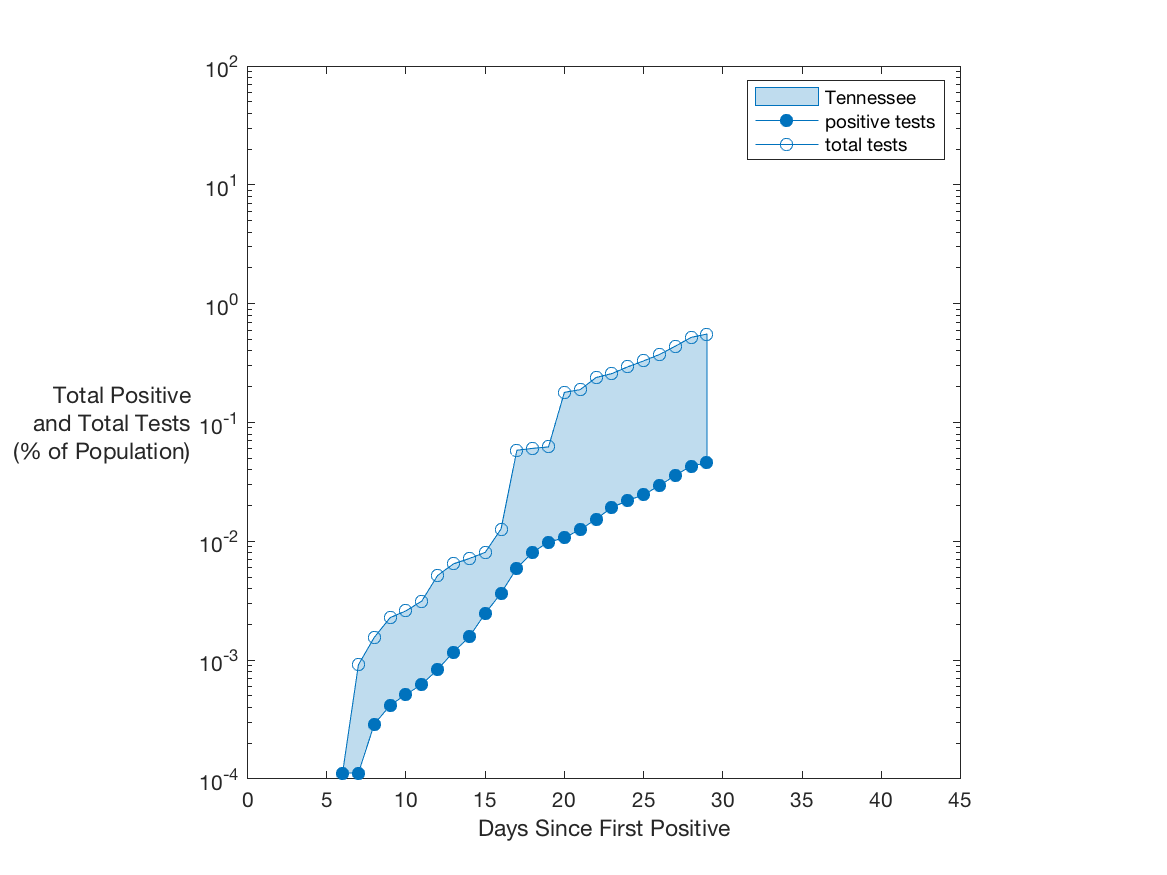 10^2
10^1
10^0
10^-1
10^-2
10^-3
10^-4
Total Positive
and Total Tests
(% of Population)
Tennessee
positive tests
total tests
0 5 10 15 20 25 30 35 40 45
Days Since First Positive